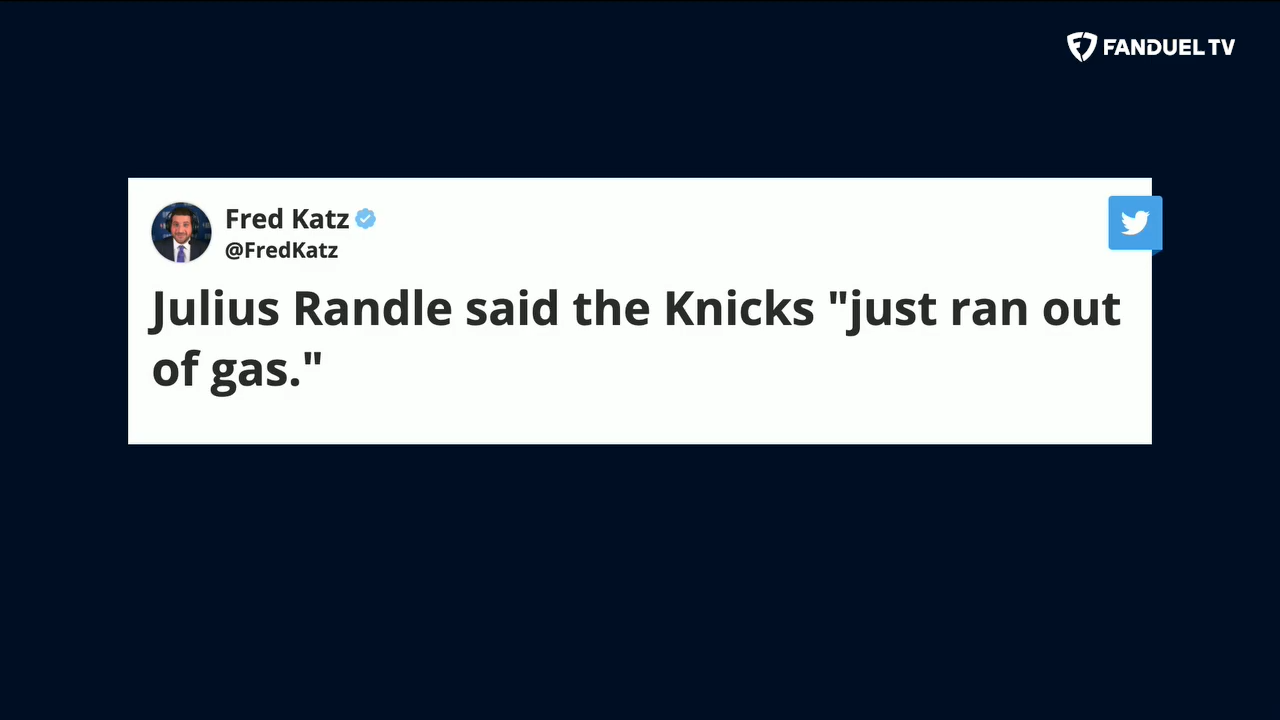 FANDUEL TV
Fred Katz
@FredKatz
Julius Randle said the Knicks "just ran out
of gas."